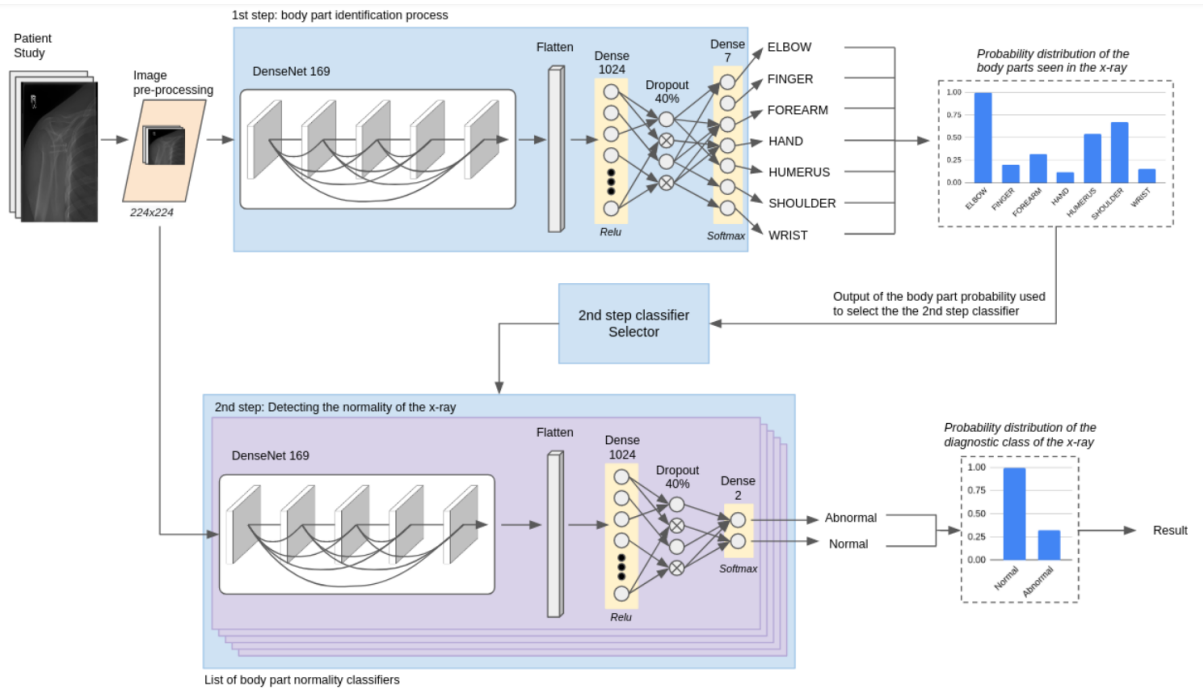 1st step: body part identification process
Patient
Study
Image
pre-processing
224x224
DenseNet 169
Flatten
Dense
1024
Relu
Dropout
40%
Dense
7
Softmax
ELBOW
FINGER
FOREARM
HAND
HUMERUS
SHOULDER
WRIST
Probability distribution of the
body parts seen in the x-ray
1.00
0.75
0.50
0.25
0.00
ELBOW
FINGER
FOREARM
HAND
HUMERUS
SHOULDER
WRIST
Output of the body part probability used
to select the the 2nd step classifier
2nd step classifier
Selector
2nd step: Detecting the normality of the x-ray
DenseNet 169
Flatten
Dense
1024
Relu
Dropout
40%
Dense
2
Softmax
Abnormal
Normal
Probability distribution of the
diagnostic class of the x-ray
1.00
0.75
0.50
0.25
0.00
Normal
Abnormal
Result
List of body part normality classifiers